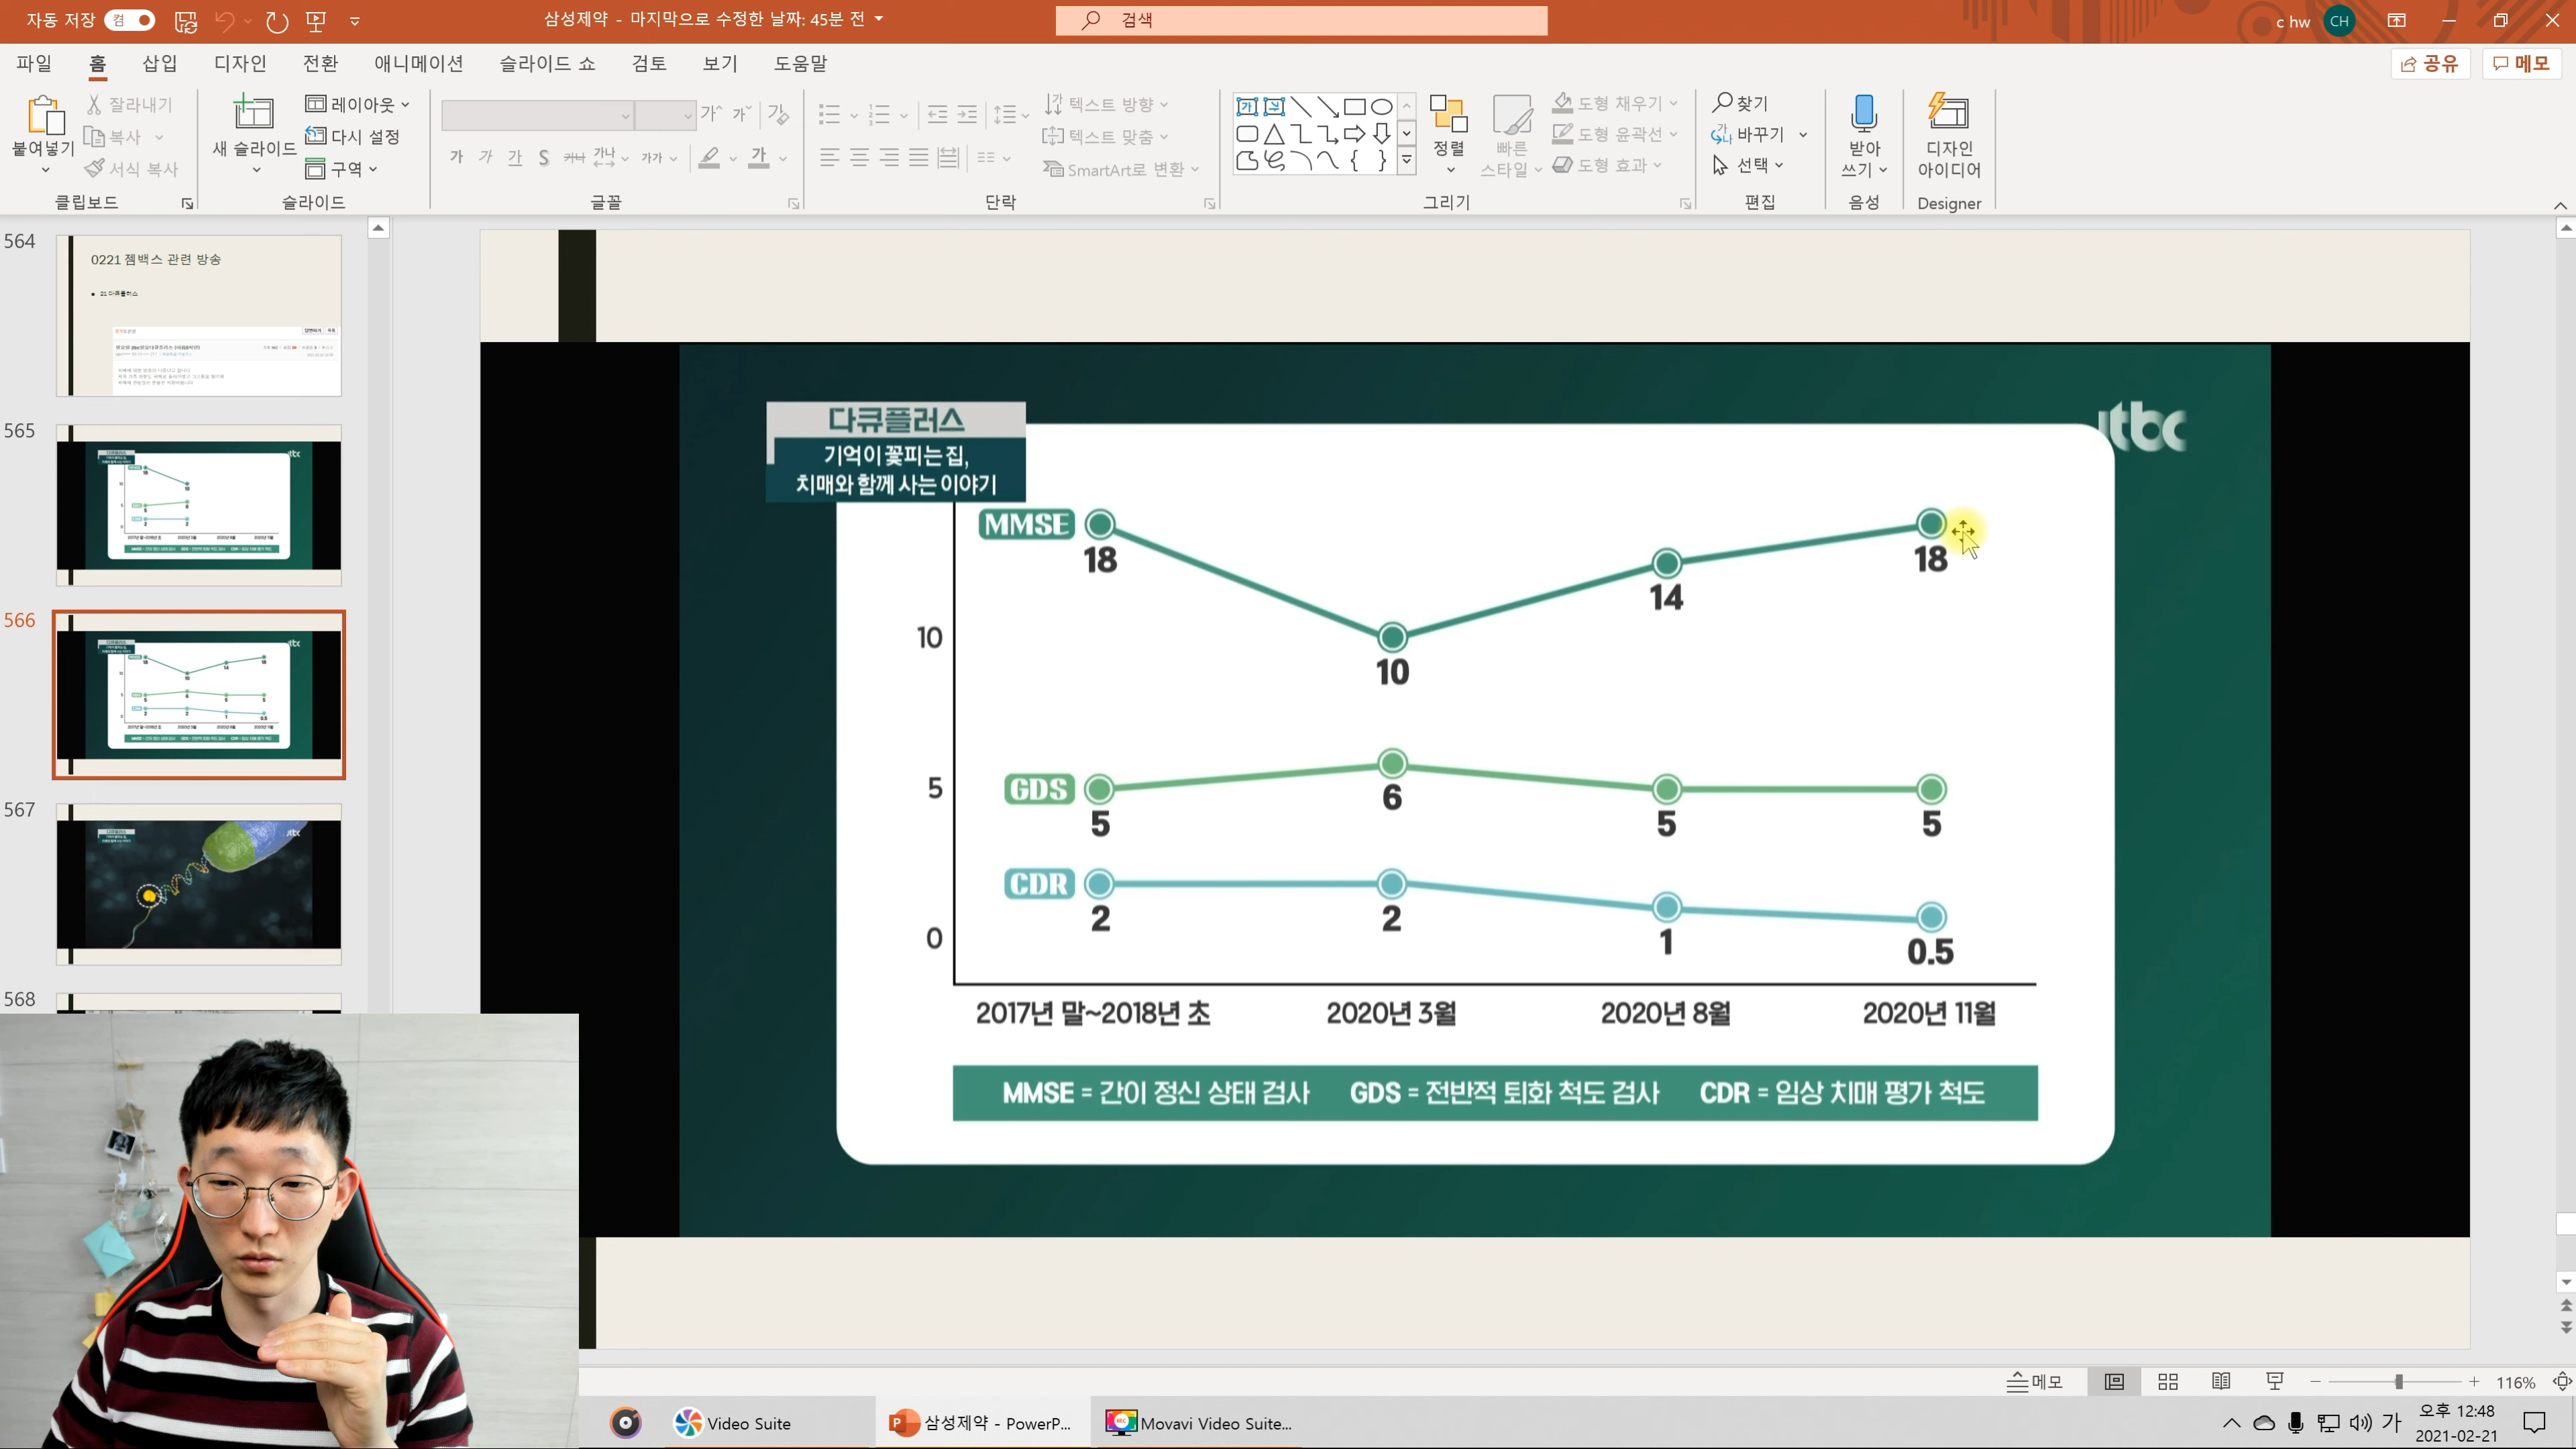 자동 저장 켬
삼성제약 - 마지막으로 수정한 날짜: 45분 전
검색
c hw CH
파일 홈 삽입 디자인 전환 애니메이션 슬라이드 쇼 검토 보기 도움말
공유 메모
붙여넣기
잘라내기
복사
서식 복사
클립보드
새 슬라이드
레이아웃
다시 설정
구역
슬라이드
글꼴
텍스트 방향
텍스트 맞춤
SmartArt로 변환
단락
정렬
빠른
스타일
도형 채우기
도형 윤곽선
도형 효과
그리기
찾기
바꾸기
선택
편집
받아
쓰기
음성
디자인
아이디어
Designer
564
0221 젬백스 관련 방송
21 다큐플러스
565
566
567
568
다큐플러스
기억이 꽃피는 집,
치매와 함께 사는 이야기
jtbc
MMSE
18
10
14
18
10
GDS
5
5
6
5
5
CDR
2
2
1
0.5
0
2017년 말~2018년 초
2020년 3월
2020년 8월
2020년 11월
MMSE = 간이 정신 상태 검사 GDS = 전반적 퇴화 척도 검사 CDR = 임상 치매 평가 척도
메모
116%
Video Suite
삼성제약 - PowerP...
Movavi Video Suite...
가
오후 12:48
2021-02-21